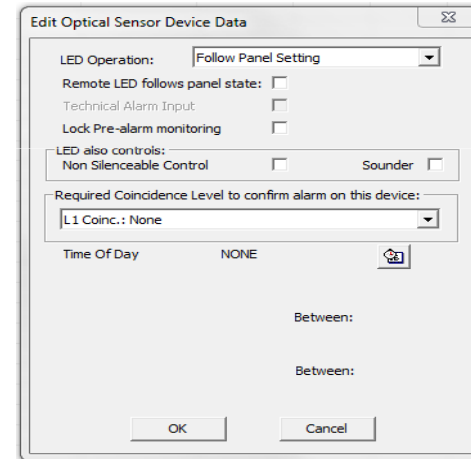 Edit Optical Sensor Device Data
LED Operation: Follow Panel Setting
Remote LED follows panel state:
Technical Alarm Input
Lock Pre-alarm monitoring
LED also controls:
Non Silenceable Control Sounder
Required Coincidence Level to confirm alarm on this device:
L1 Coinc.: None
Time Of Day NONE
Between:
Between:
OK Cancel